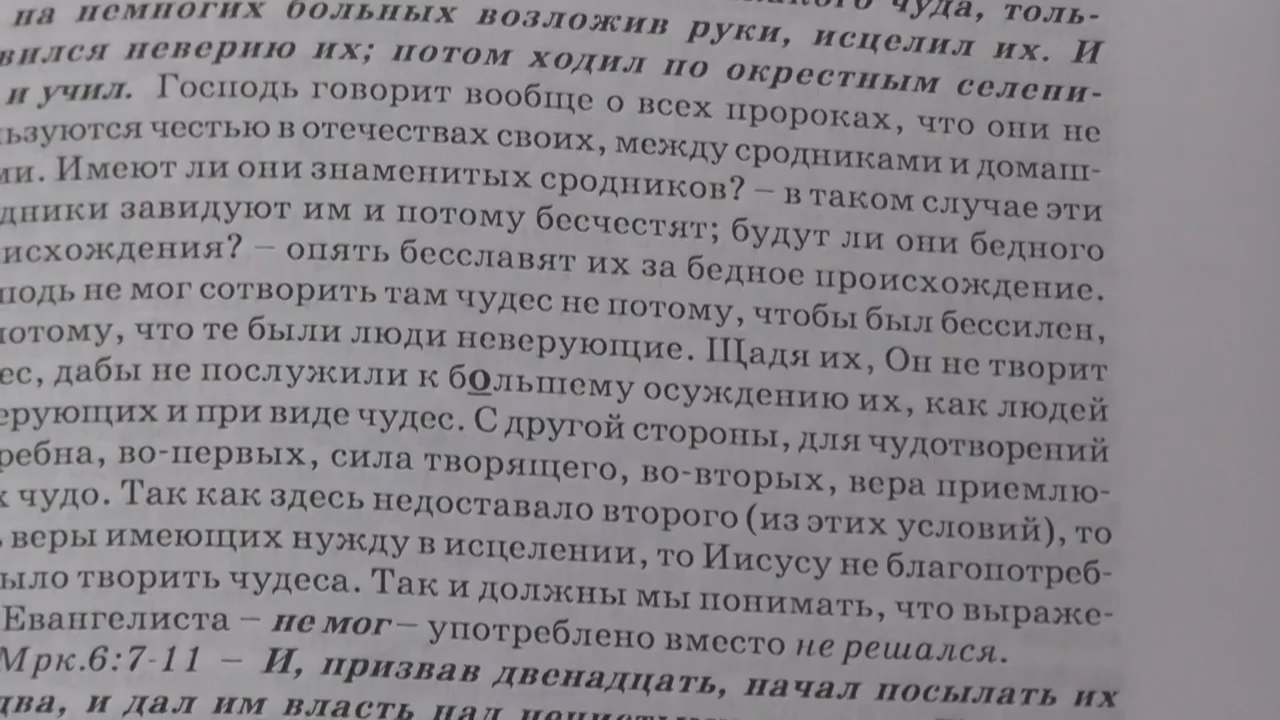 чуда, толь-
на немногих больных возложив руки, исцелил их. И
вился неверию их; потом ходил по окрестным селени-
и учил. Господь говорит вообще о всех пророках, что они не
льзуются честью в отечествах своих, между сродниками и домаш-
ми. Имеют ли они знаменитых сродников? – в таком случае эти
дники завидуют им и потому бесчестят; будут ли они бедного
исхождения? – опять бесславят их за бедное происхождение.
подь не мог сотворить там чудес не потому, чтобы был бессилен,
потому, что те были люди неверующие. Щадя их, Он не творит
ес, дабы не послужили к большему осуждению их, как людей
ерующих и при виде чудес. С другой стороны, для чудотворений
ребна, во-первых, сила творящего, во-вторых, вера приемлю-
х чудо. Так как здесь недоставало второго (из этих условий), то
ь веры имеющих нужду в исцелении, то Иисусу не благопотреб-
ыло творить чудеса. Так и должны мы понимать, что выраже-
Евангелиста – не мог – употреблено вместо не решался.
Мрк.6:7-11 – И, призвав двенадцать, начал посылать их
два, и дал им власть над